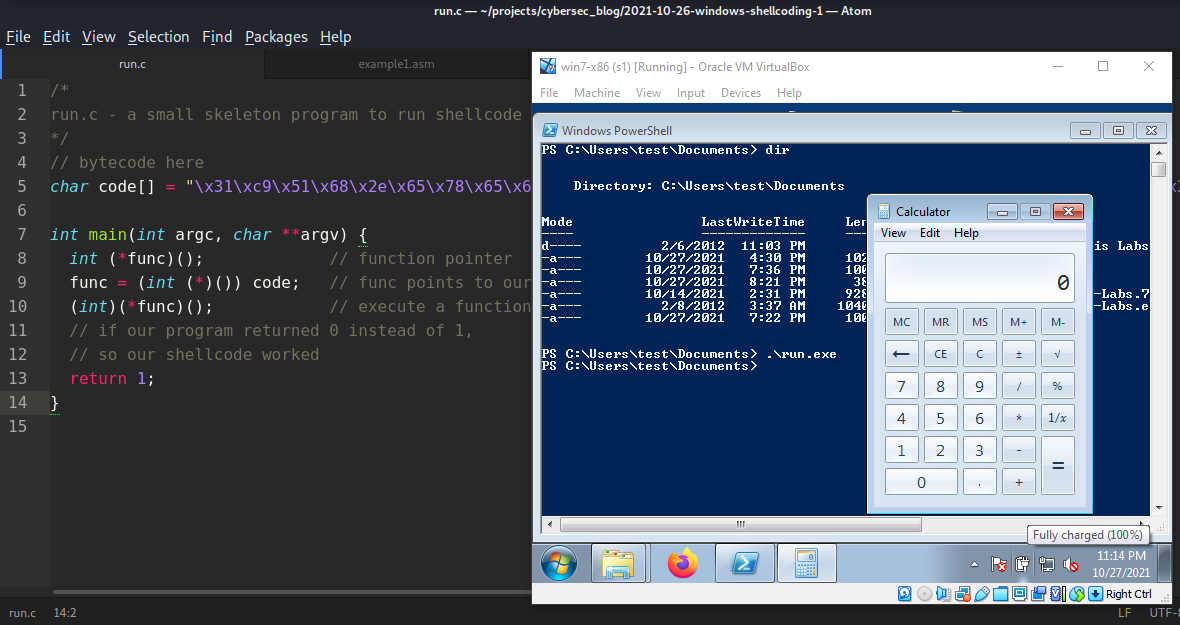 run.c — ~/projects/cybersec_blog/2021-10-26-windows-shellcoding-1 — Atom
File Edit View Selection Find Packages Help
run.c
example1.asm
1 /*
2 run.c - a small skeleton program to run shellcode
3 */
4 // bytecode here
5 char code[] = "\x31\xc9\x51\x68\x2e\x65\x78\x65\x6
6
7 int main(int argc, char **argv) {
8 int (*func)(); // function pointer
9 func = (int (*)()) code; // func points to our
10 (int)(*func)(); // execute a function
11 // if our program returned 0 instead of 1,
12 // so our shellcode worked
13 return 1;
14 }
15
run.c 14:2
LF UTF-8
win7-x86 (s1) [Running] - Oracle VM VirtualBox
File Machine View Input Devices Help
Windows PowerShell
PS C:\Users\test\Documents> dir
Directory: C:\Users\test\Documents
Mode LastWriteTime Len
---- ------------- ---
d---- 2/6/2012 11:03 PM is Labs
-a--- 10/27/2021 4:30 PM 102
-a--- 10/27/2021 7:36 PM 100
-a--- 10/27/2021 8:21 PM 38
-a--- 10/14/2021 2:31 PM 928 -Labs.7
-a--- 2/8/2012 3:37 AM 1040 -Labs.e
-a--- 10/27/2021 7:22 PM 100
PS C:\Users\test\Documents> .\run.exe
PS C:\Users\test\Documents>
Calculator
View Edit Help
0
MC MR MS M+ M-
← CE C ± √
7 8 9 / %
4 5 6 * 1/x
1 2 3 - =
0 . +
Fully charged (100%)
11:14 PM
10/27/2021
Right Ctrl